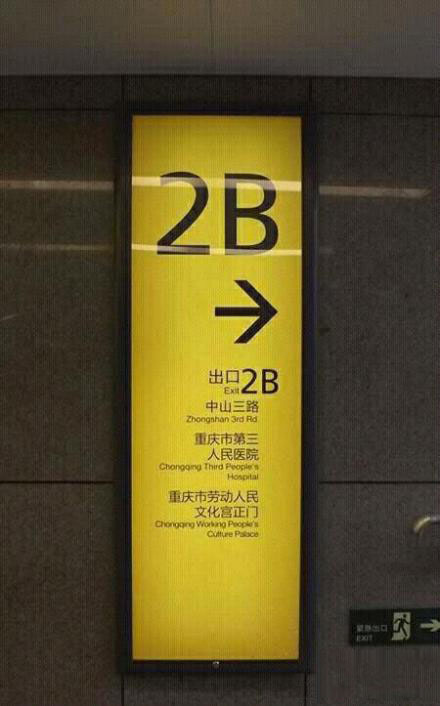 2B
出口2B
Exit
中山三路
Zhongshan 3rd Rd.
重庆市第三
人民医院
Chongqing Third People's
Hospital
重庆市劳动人民
文化宫正门
Chongqing Working People's
Culture Palace
紧急出口
EXIT